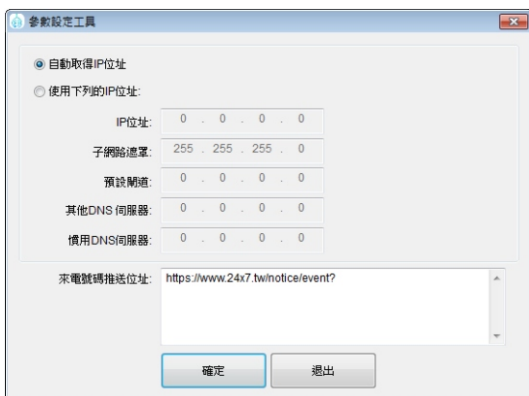 參數設定工具
自動取得IP位址
使用下列的IP位址:
IP位址: 0 . 0 . 0 . 0
子網路遮罩: 255 . 255 . 255 . 0
預設閘道: 0 . 0 . 0 . 0
其他DNS 伺服器: 0 . 0 . 0 . 0
慣用DNS伺服器: 0 . 0 . 0 . 0
來電號碼推送位址: https://www.24x7.tw/notice/event?
確定 退出